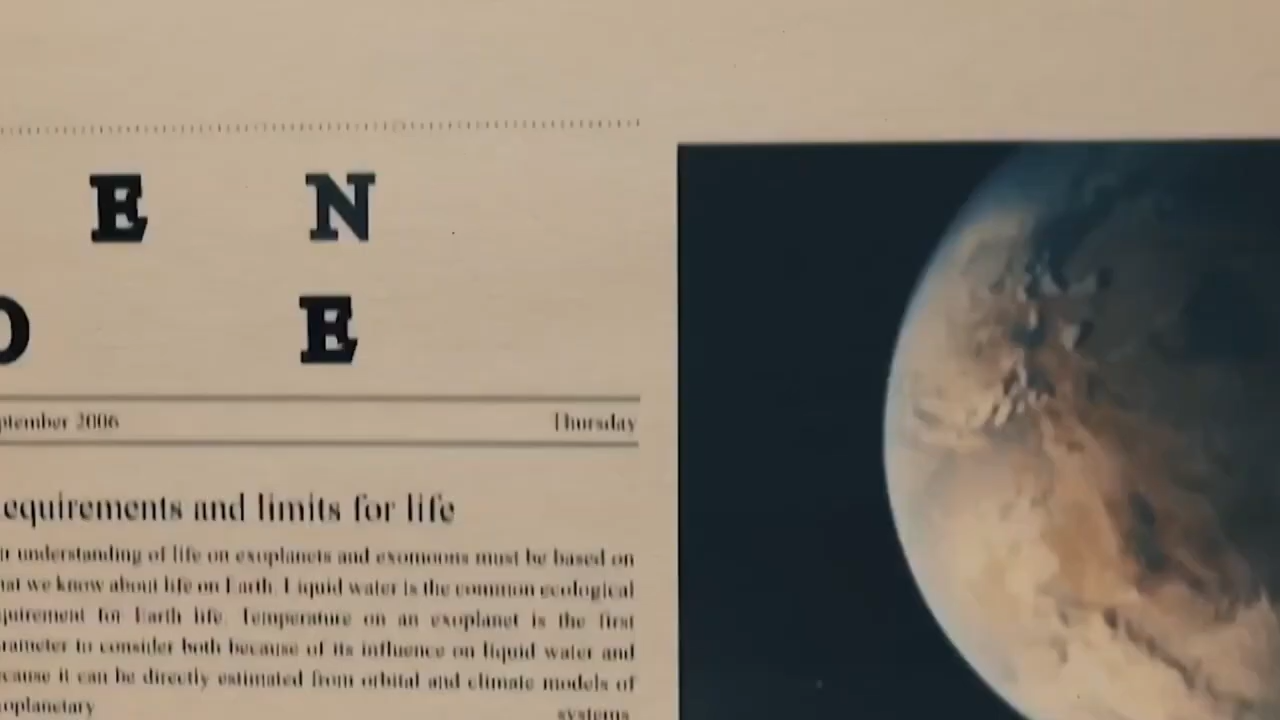 E N
O E
ptember 2006 Thursday
equirements and limits for life
r understanding of life on exoplanets and exomoons must be based on
hat we know about life on Earth. Liquid water is the common ecological
quirement for Earth life. Temperature on an exoplanet is the first
rameter to consider both because of its influence on liquid water and
ecause it can be directly estimated from orbital and climate models of
oplanetary systems.